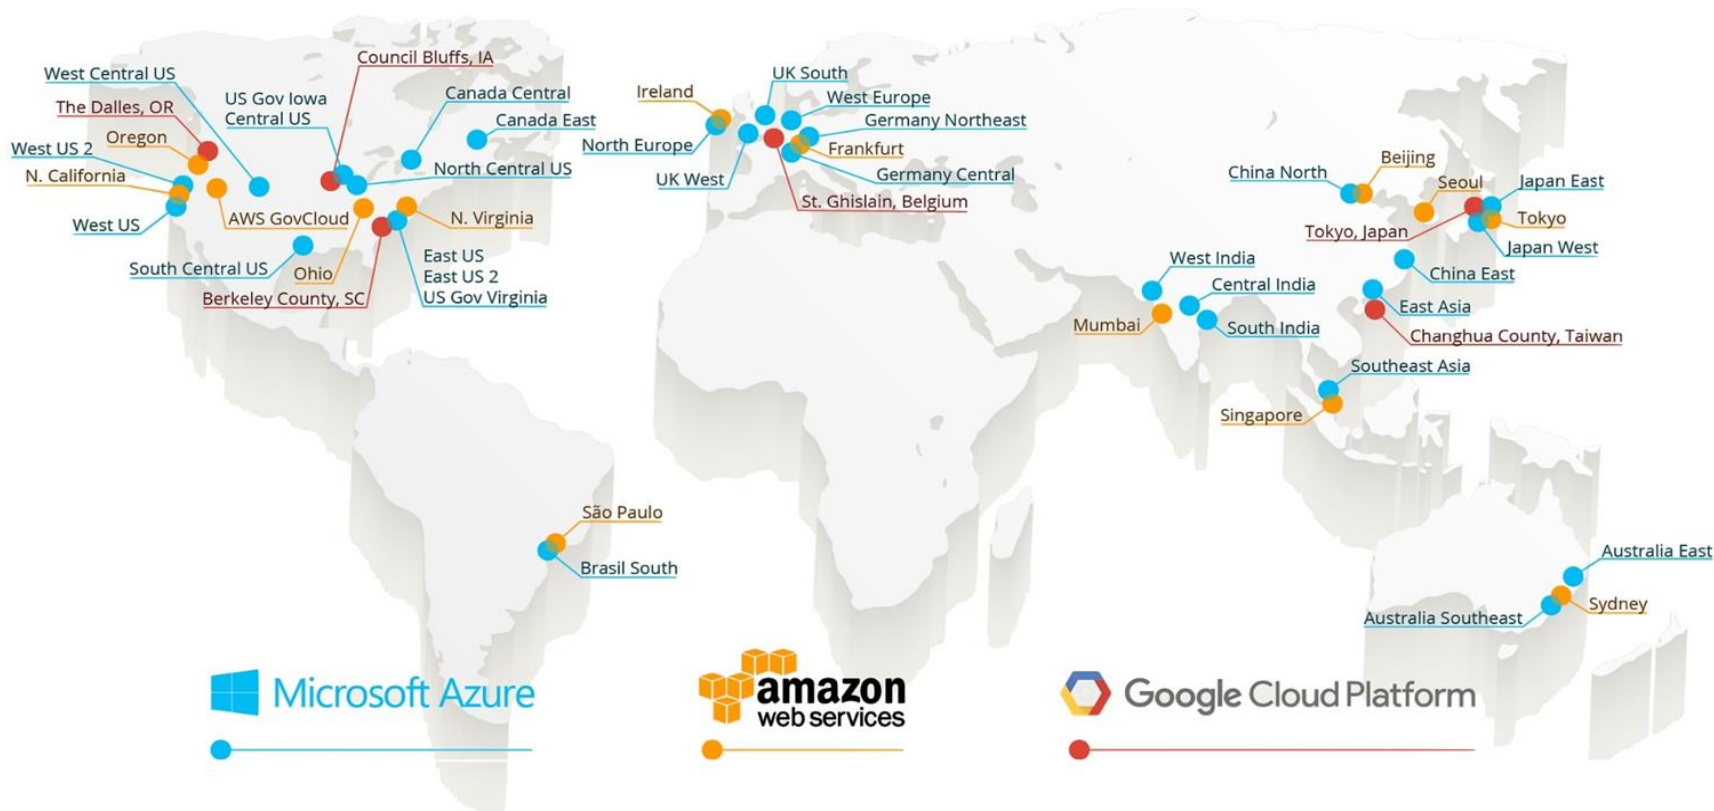 Council Bluffs, IA
West Central US
The Dalles, OR
Oregon
West US 2
N. California
West US
US Gov Iowa
Central US
Canada Central
Canada East
North Central US
AWS GovCloud
N. Virginia
South Central US
Ohio
Berkeley County, SC
East US
East US 2
US Gov Virginia
Ireland
North Europe
UK South
West Europe
Germany Northeast
Frankfurt
UK West
Germany Central
St. Ghislain, Belgium
China North
Beijing
Seoul
Japan East
Tokyo
Tokyo, Japan
Japan West
West India
Central India
Mumbai
South India
China East
East Asia
Changhua County, Taiwan
Southeast Asia
Singapore
São Paulo
Brasil South
Australia East
Sydney
Australia Southeast
Microsoft Azure
amazon
web services
Google Cloud Platform